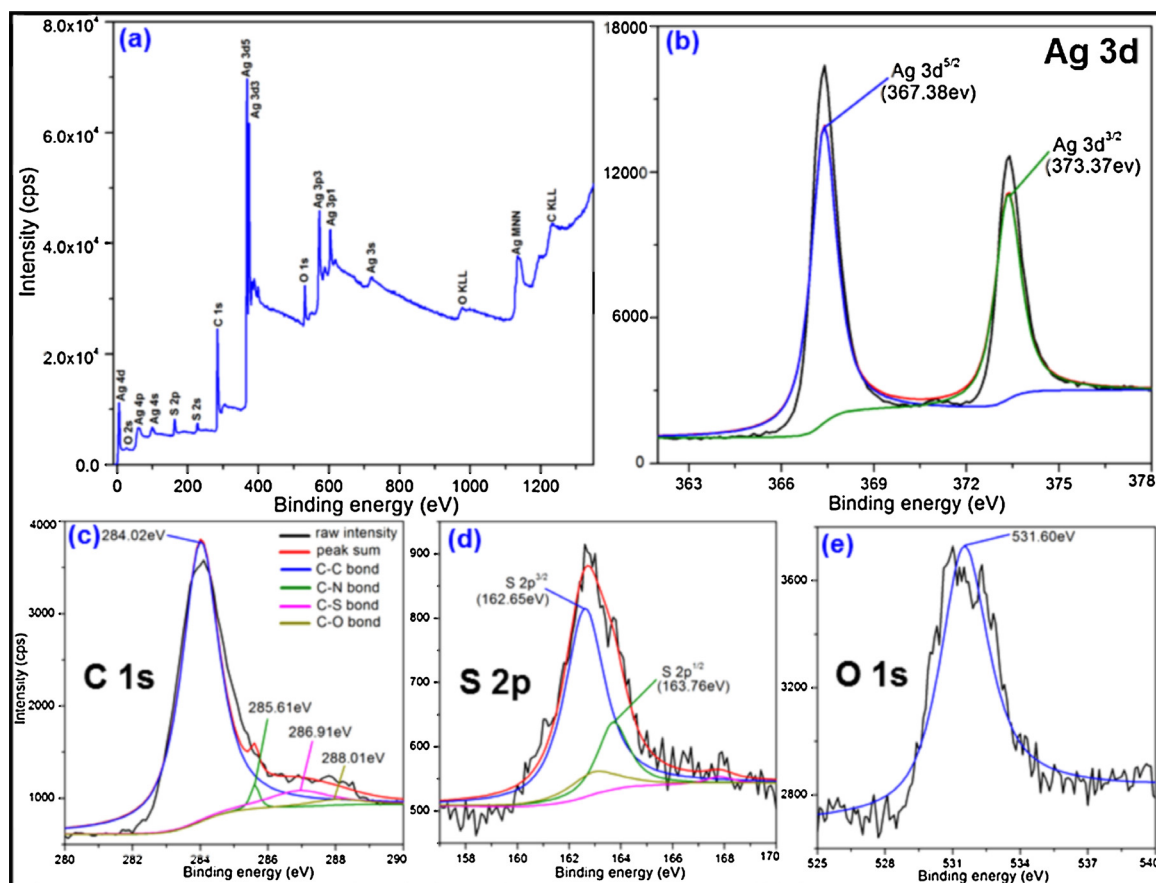 (a)
8.0x10⁴
6.0x10⁴
4.0x10⁴
2.0x10⁴
0.0
Intensity (cps)
Ag 4d
O 2s
Ag 4p
Ag 4s
S 2p
S 2s
C 1s
Ag 3d5
Ag 3d3
O 1s
Ag 3p3
Ag 3p1
Ag 3s
O KLL
Ag MNN
C KLL
0 200 400 600 800 1000 1200
Binding energy (eV)
(b)
Ag 3d
18000
12000
6000
0
Ag 3d5/2
(367.38ev)
Ag 3d3/2
(373.37ev)
363 366 369 372 375 378
Binding energy (eV)
(c)
4000
3000
2000
1000
Intensity (cps)
284.02eV
raw intensity
peak sum
C-C bond
C-N bond
C-S bond
C-O bond
C 1s
285.61eV
286.91eV
288.01eV
280 282 284 286 288 290
Binding energy (eV)
(d)
900
800
700
600
500
S 2p3/2
(162.65eV)
S 2p1/2
(163.76eV)
S 2p
158 160 162 164 166 168 170
Binding energy (eV)
(e)
531.60eV
3600
3200
2800
O 1s
525 528 531 534 537 540
Binding energy (eV)